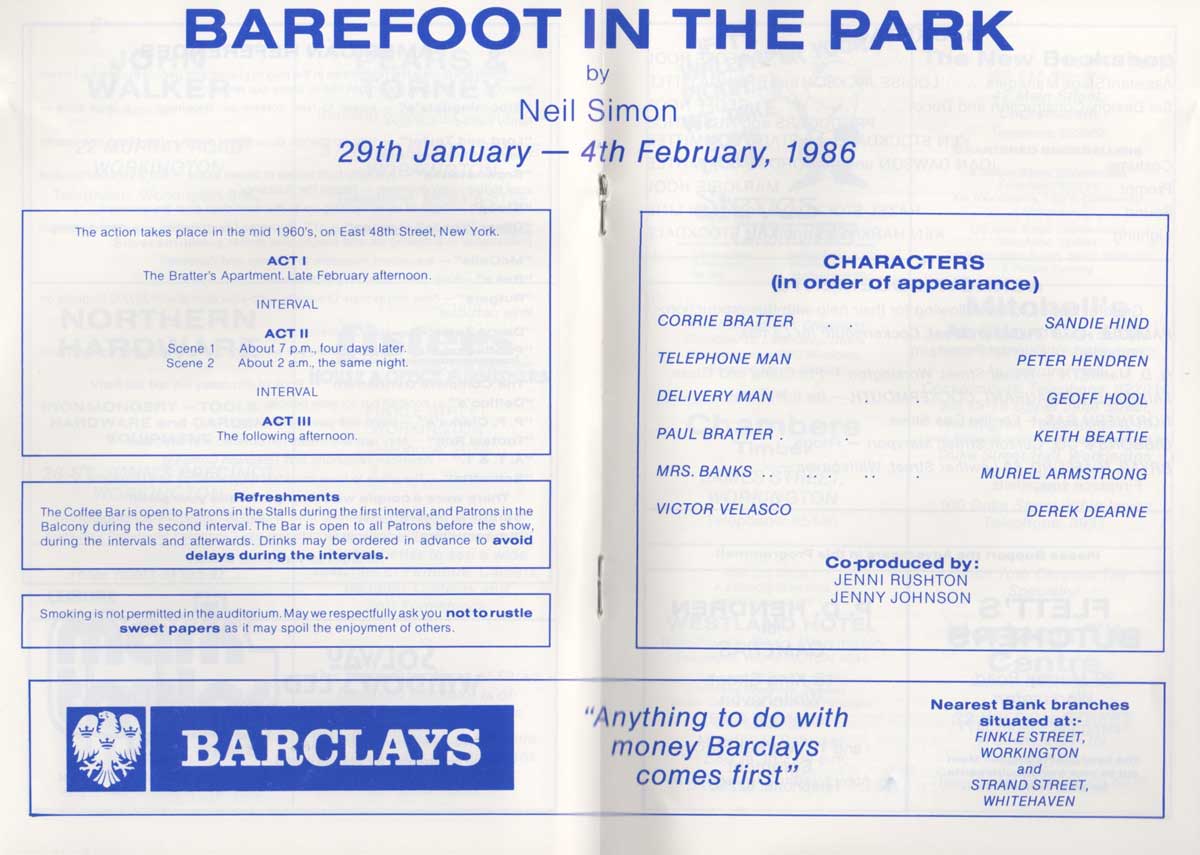 BAREFOOT IN THE PARK
by
Neil Simon
29th January — 4th February, 1986
The action takes place in the mid 1960's, on East 48th Street, New York.
ACT I
The Bratter's Apartment. Late February afternoon.
INTERVAL
ACT II
Scene 1 About 7 p.m., four days later.
Scene 2 About 2 a.m., the same night.
INTERVAL
ACT III
The following afternoon.
Refreshments
The Coffee Bar is open to Patrons in the Stalls during the first interval, and Patrons in the
Balcony during the second interval. The Bar is open to all Patrons before the show,
during the intervals and afterwards. Drinks may be ordered in advance to avoid
delays during the intervals.
Smoking is not permitted in the auditorium. May we respectfully ask you not to rustle
sweet papers as it may spoil the enjoyment of others.
CHARACTERS
(in order of appearance)
CORRIE BRATTER . . SANDIE HIND
TELEPHONE MAN PETER HENDREN
DELIVERY MAN . . GEOFF HOOL
PAUL BRATTER . . KEITH BEATTIE
MRS. BANKS . . . . . . MURIEL ARMSTRONG
VICTOR VELASCO DEREK DEARNE
Co-produced by:
JENNI RUSHTON
JENNY JOHNSON
BARCLAYS
"Anything to do with
money Barclays
comes first"
Nearest Bank branches
situated at:-
FINKLE STREET,
WORKINGTON
and
STRAND STREET,
WHITEHAVEN